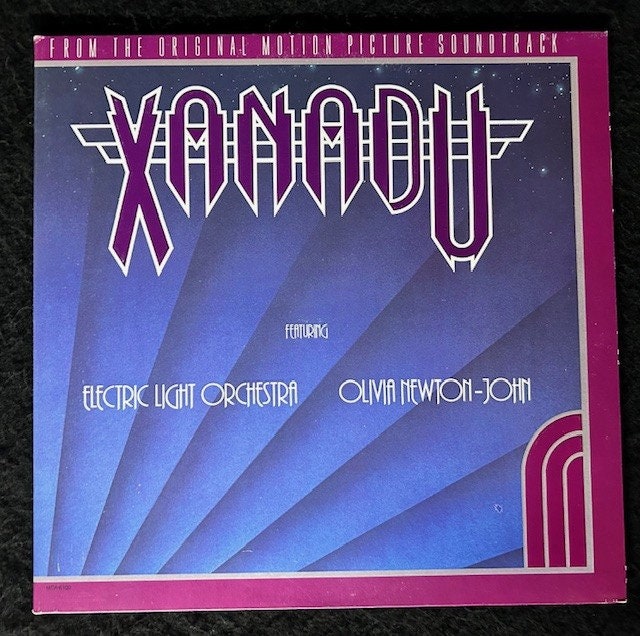 FROM THE ORIGINAL MOTION PICTURE SOUNDTRACK
XANADU
FEATURING
ELECTRIC LIGHT ORCHESTRA OLIVIA NEWTON-JOHN